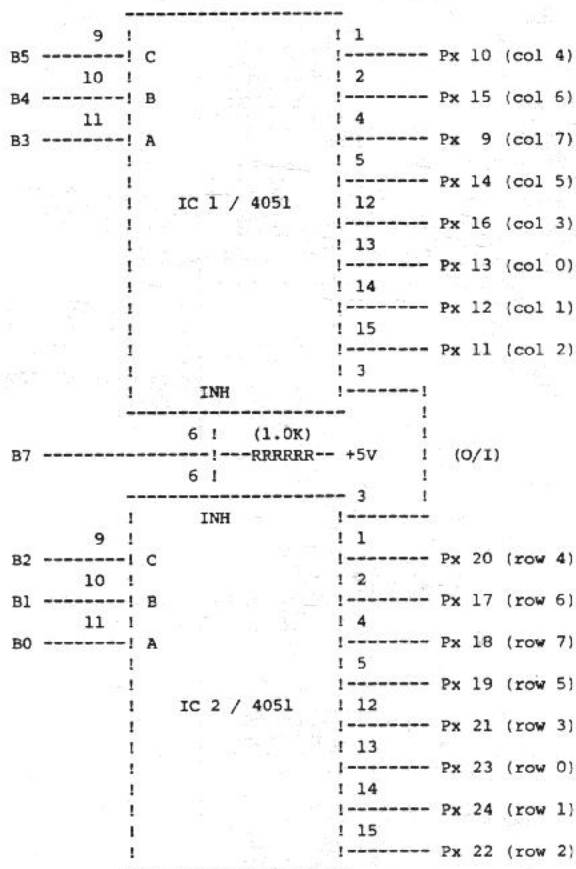 --------------------
9 ! ! 1
B5 --------! C !-------- Px 10 (col 4)
10 ! ! 2
B4 --------! B !-------- Px 15 (col 6)
11 ! ! 4
B3 --------! A !-------- Px 9 (col 7)
! ! 5
! !-------- Px 14 (col 5)
! IC 1 / 4051 ! 12
! !-------- Px 16 (col 3)
! ! 13
! !-------- Px 13 (col 0)
! ! 14
! !-------- Px 12 (col 1)
! ! 15
! !-------- Px 11 (col 2)
! ! 3
! INH !-------!
-------------------- !
6 ! (1.0K) !
B7 -----------------!---RRRRRR-- +5V ! (O/I)
6 ! !
-------------------- 3 !
! INH !--------
9 ! ! 1
B2 --------! C !-------- Px 20 (row 4)
10 ! ! 2
B1 --------! B !-------- Px 17 (row 6)
11 ! ! 4
B0 --------! A !-------- Px 18 (row 7)
! ! 5
! !-------- Px 19 (row 5)
! IC 2 / 4051 ! 12
! !-------- Px 21 (row 3)
! ! 13
! !-------- Px 23 (row 0)
! ! 14
! !-------- Px 24 (row 1)
! ! 15
! !-------- Px 22 (row 2)
--------------------